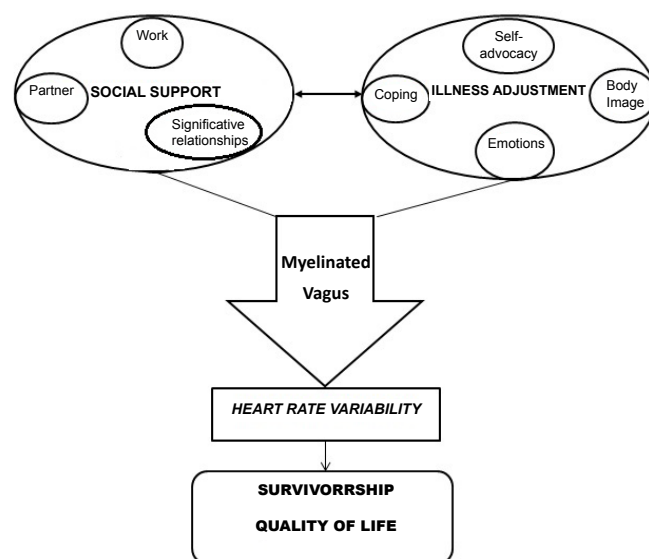 Work
Partner
SOCIAL SUPPORT
Significative
relationships
Self-
advocacy
Coping
ILLNESS ADJUSTMENT
Body
Image
Emotions
Myelinated
Vagus
HEART RATE VARIABILITY
SURVIVORRSHIP
QUALITY OF LIFE